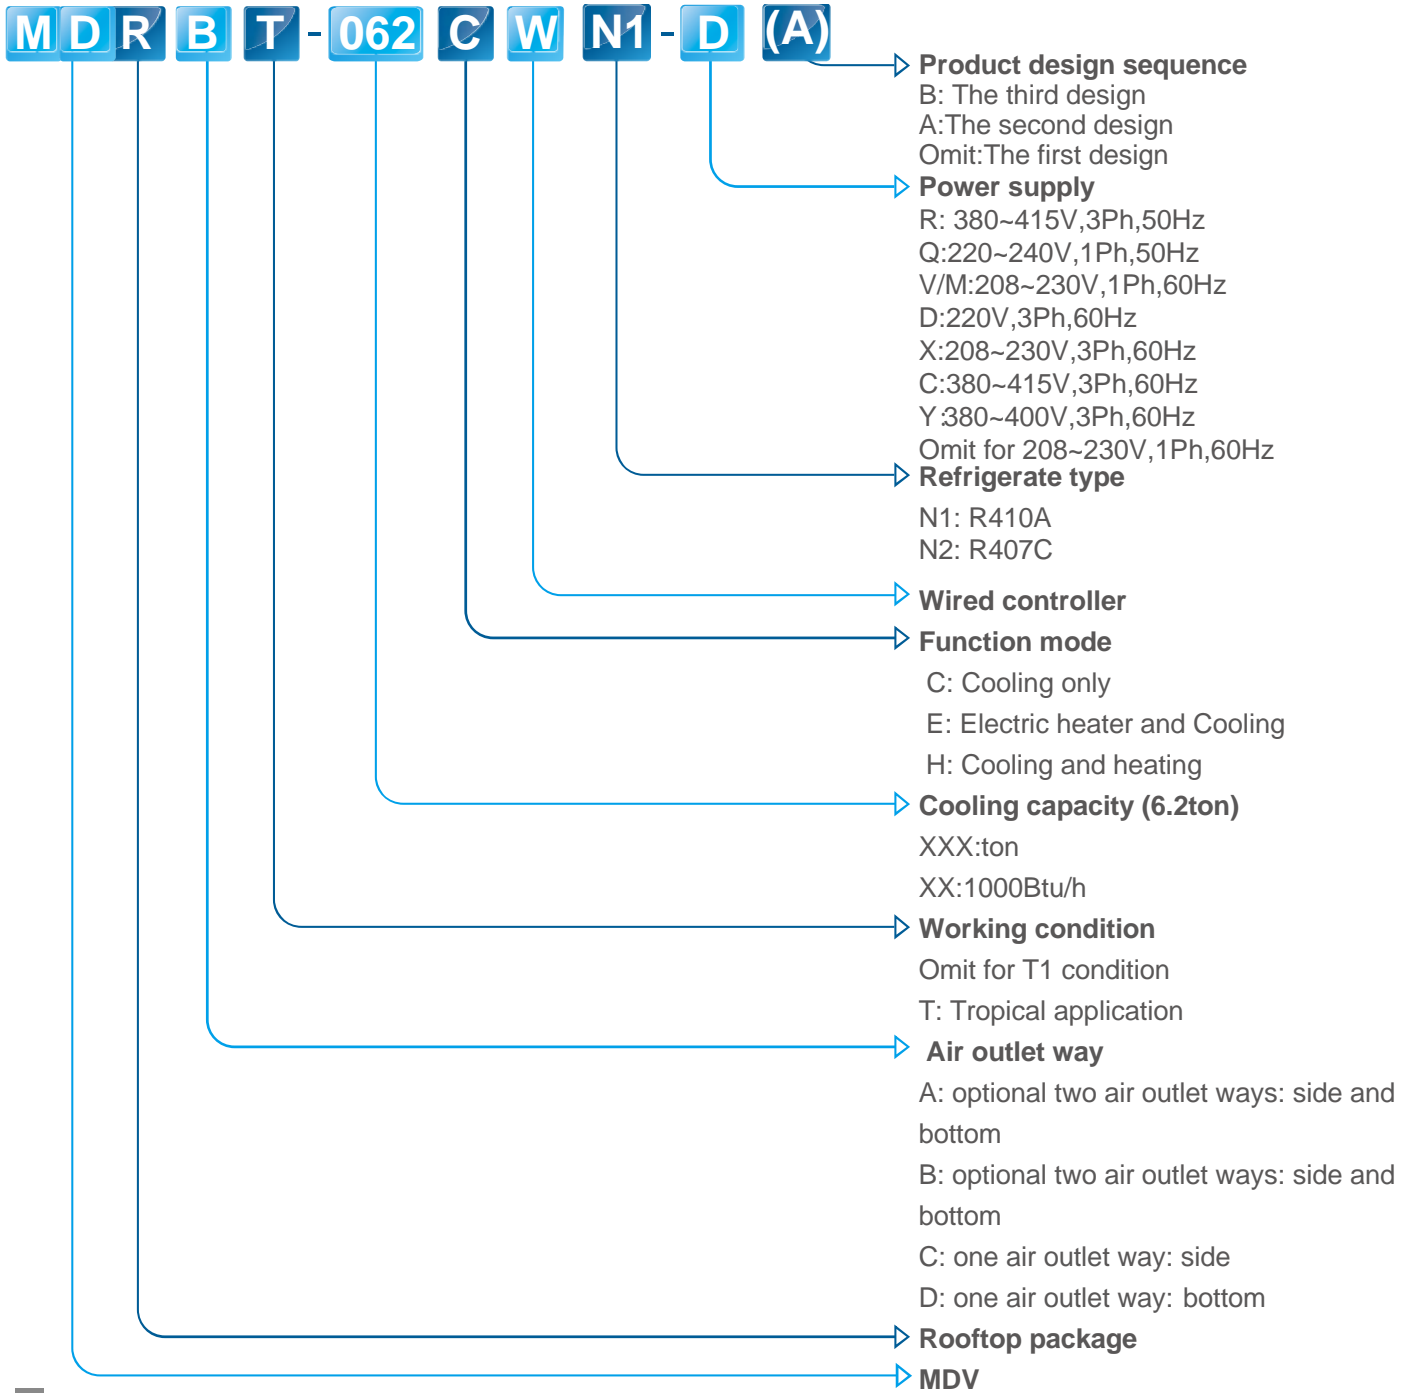 MDR B T - 062 C W N1 - D (A)
Product design sequence
B: The third design
A:The second design
Omit:The first design
Power supply
R: 380~415V,3Ph,50Hz
Q:220~240V,1Ph,50Hz
V/M:208~230V,1Ph,60Hz
D:220V,3Ph,60Hz
X:208~230V,3Ph,60Hz
C:380~415V,3Ph,60Hz
Y:380~400V,3Ph,60Hz
Omit for 208~230V,1Ph,60Hz
Refrigerate type
N1: R410A
N2: R407C
Wired controller
Function mode
C: Cooling only
E: Electric heater and Cooling
H: Cooling and heating
Cooling capacity (6.2ton)
XXX:ton
XX:1000Btu/h
Working condition
Omit for T1 condition
T: Tropical application
Air outlet way
A: optional two air outlet ways: side and
bottom
B: optional two air outlet ways: side and
bottom
C: one air outlet way: side
D: one air outlet way: bottom
Rooftop package
MDV